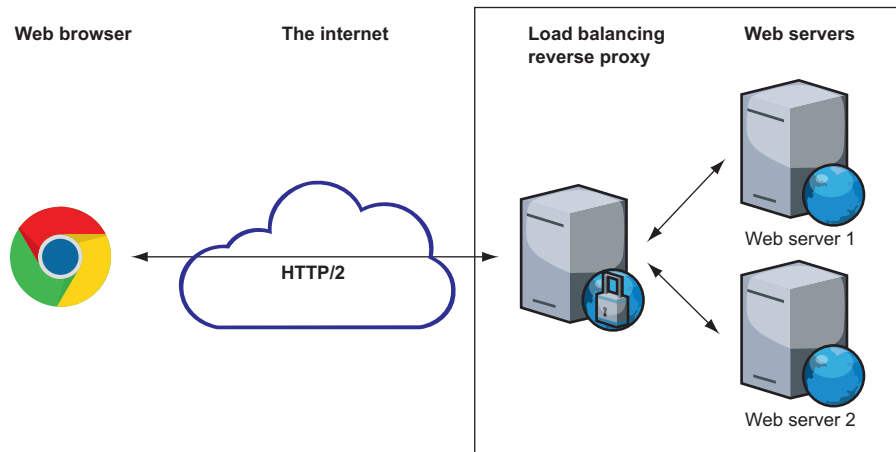 Web browser
The internet
Load balancing
reverse proxy
Web servers
HTTP/2
Web server 1
Web server 2